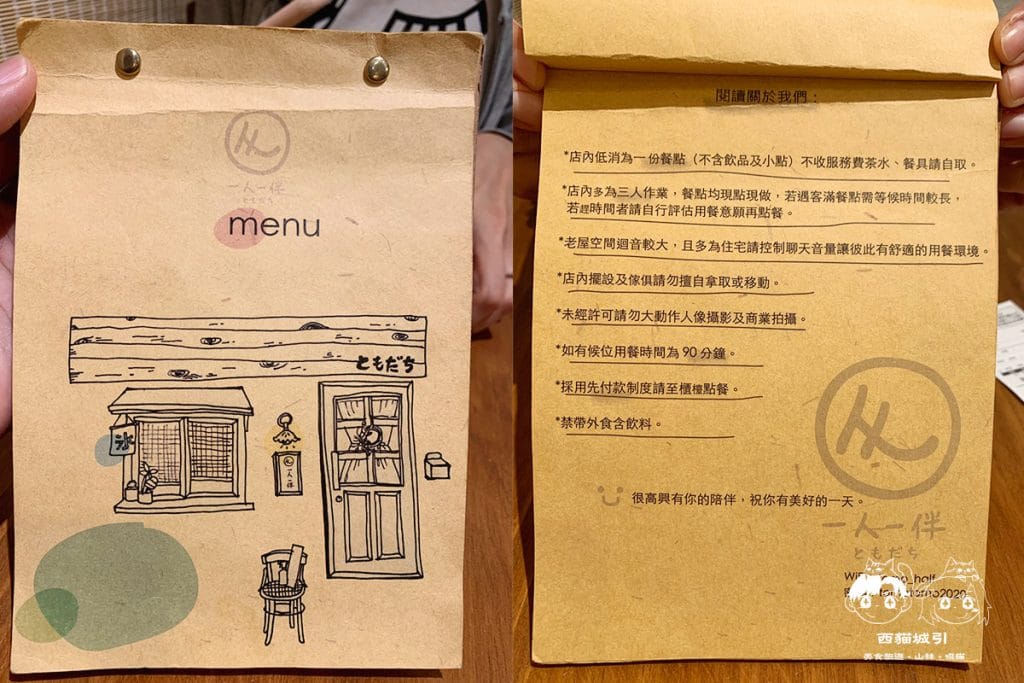 一人一伴
ともだち
menu
ともだち
氷
一人一伴
閱讀關於我們：
*店內低消為一份餐點（不含飲品及小點）不收服務費茶水、餐具請自取。
*店內多為三人作業，餐點均現點現做，若遇客滿餐點需等候時間較長，
若趕時間者請自行評估用餐意願再點餐。
*老屋空間迴音較大，且多為住宅請控制聊天音量讓彼此有舒適的用餐環境。
*店內擺設及傢俱請勿擅自拿取或移動。
*未經許可請勿大動作人像攝影及商業拍攝。
*如有候位用餐時間為 90 分鐘。
*採用先付款制度請至櫃檯點餐。
*禁帶外食含飲料。
很高興有你的陪伴，祝你有美好的一天。
一人一伴
ともだち
西貓城引